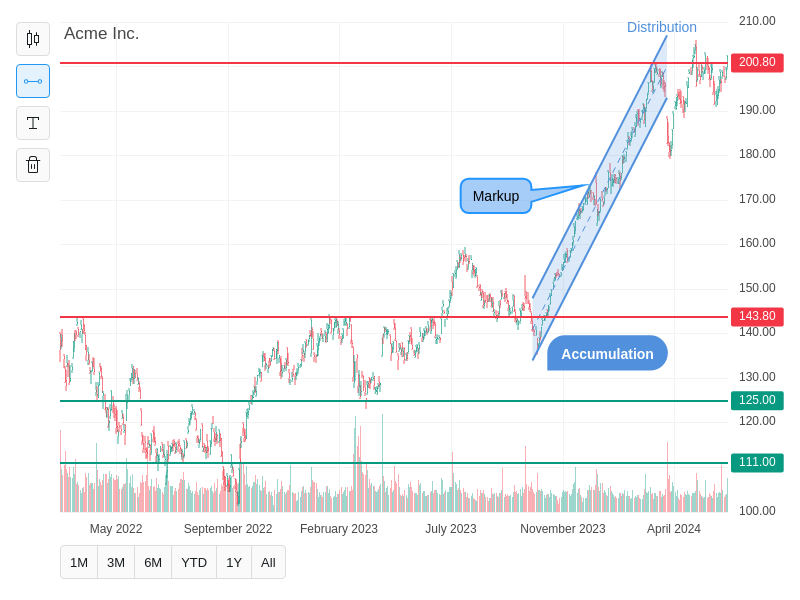 Acme Inc.
Distribution
210.00
200.80
190.00
180.00
170.00
Markup
160.00
150.00
143.80
140.00
Accumulation
130.00
125.00
120.00
111.00
100.00
May 2022 September 2022 February 2023 July 2023 November 2023 April 2024
1M 3M 6M YTD 1Y All